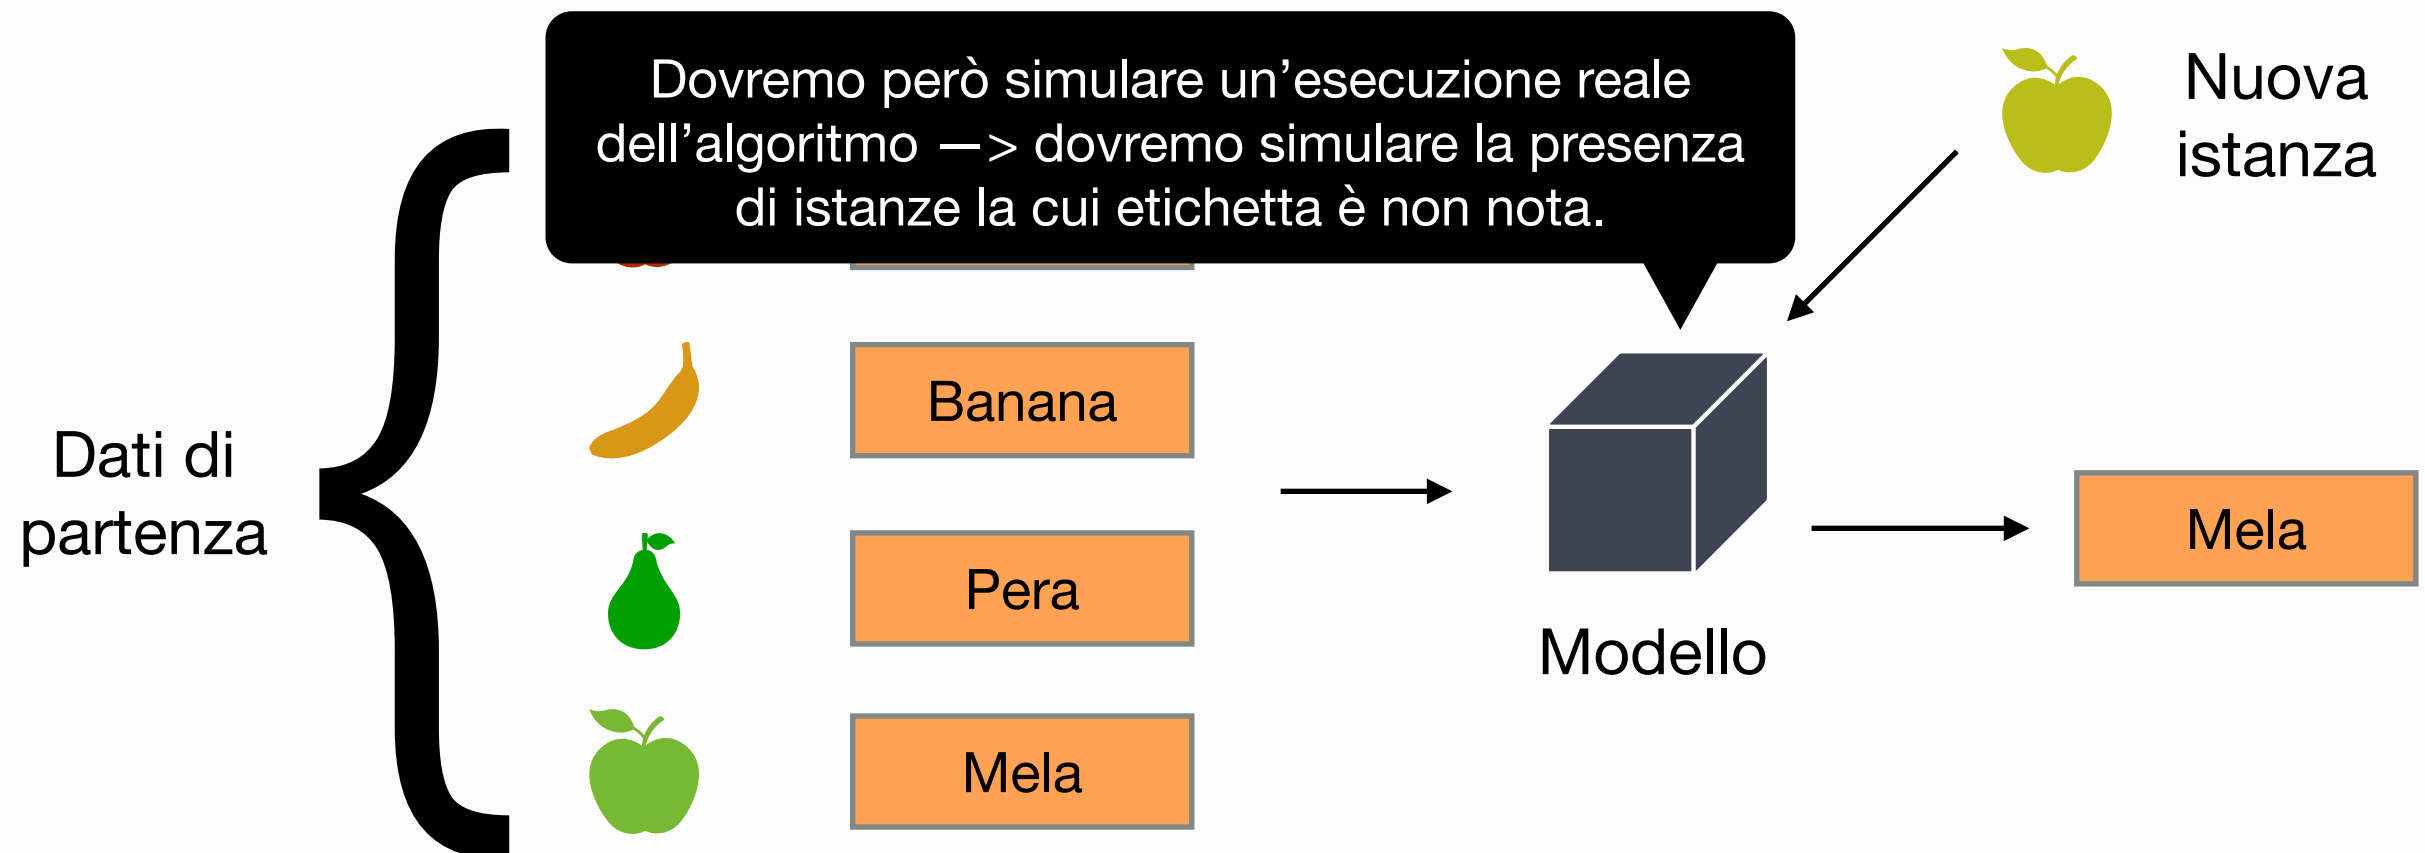 Dovremo però simulare un’esecuzione reale
dell’algoritmo —> dovremo simulare la presenza
di istanze la cui etichetta è non nota.
Nuova
istanza
Dati di
partenza
Banana
Pera
Mela
Modello
Mela